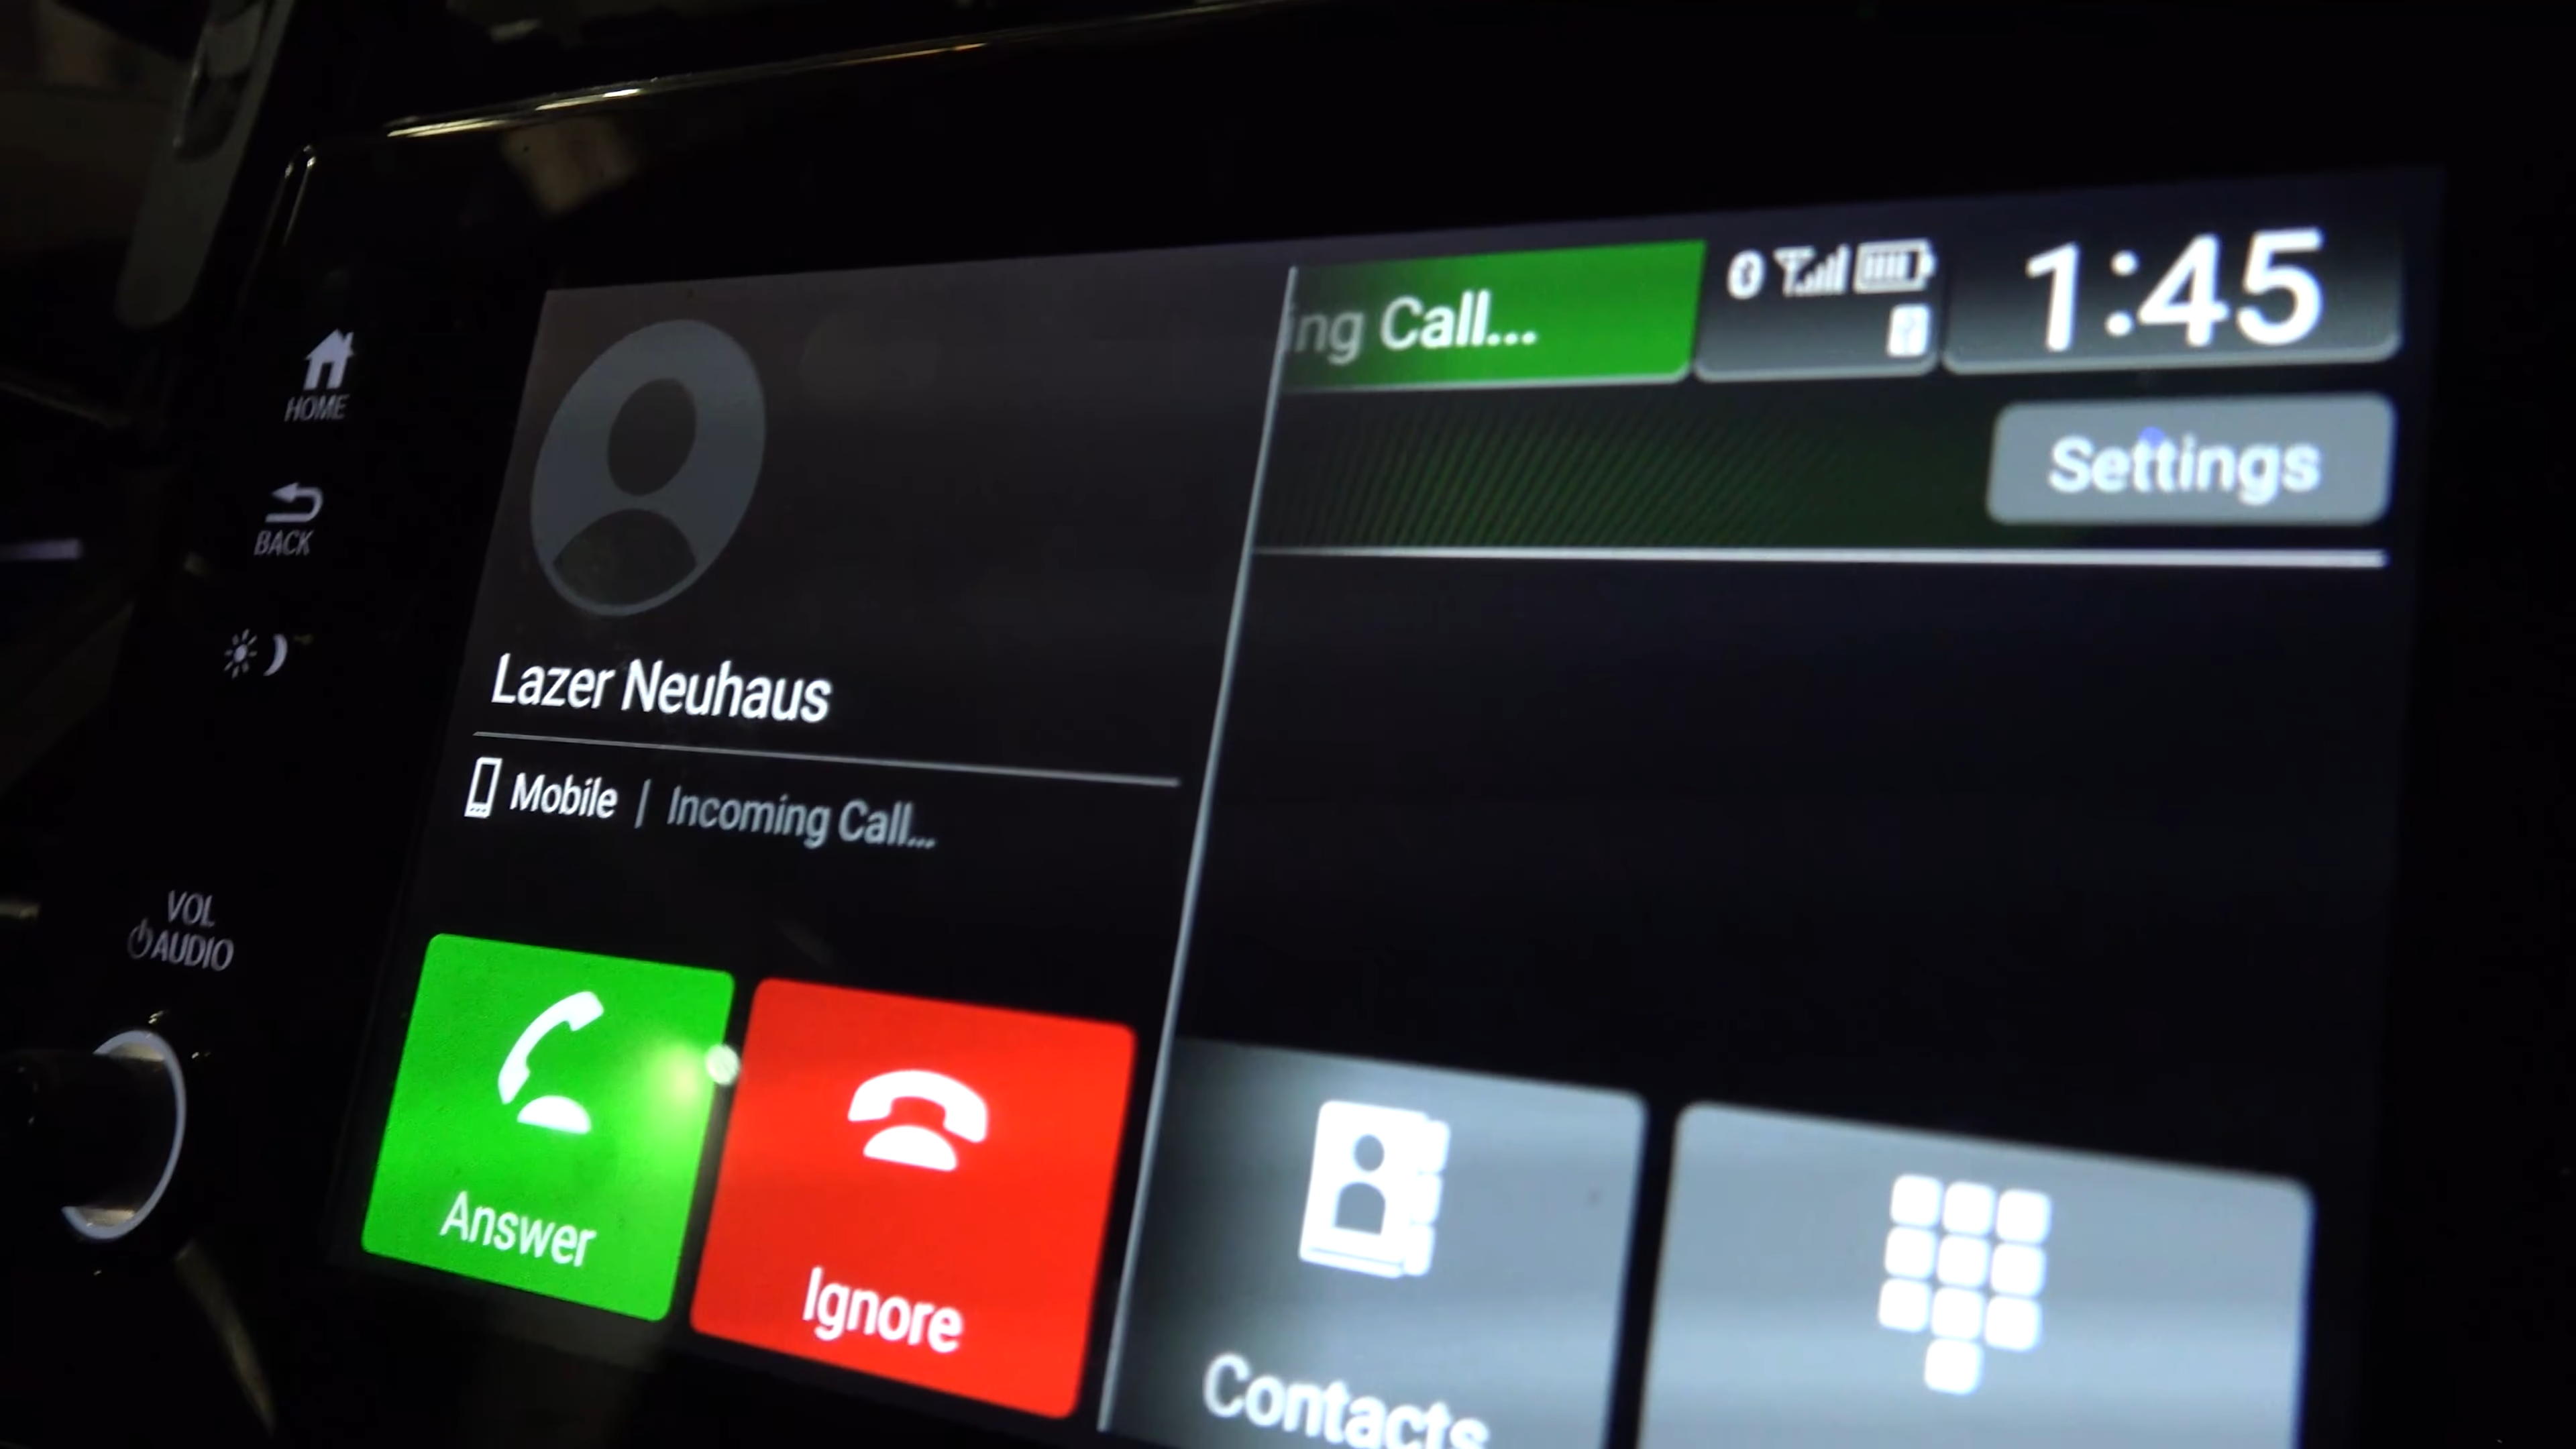 HOME
BACK
VOL
AUDIO
Lazer Neuhaus
Mobile | Incoming Call...
Answer
Ignore
ing Call...
1:45
Settings
Contacts